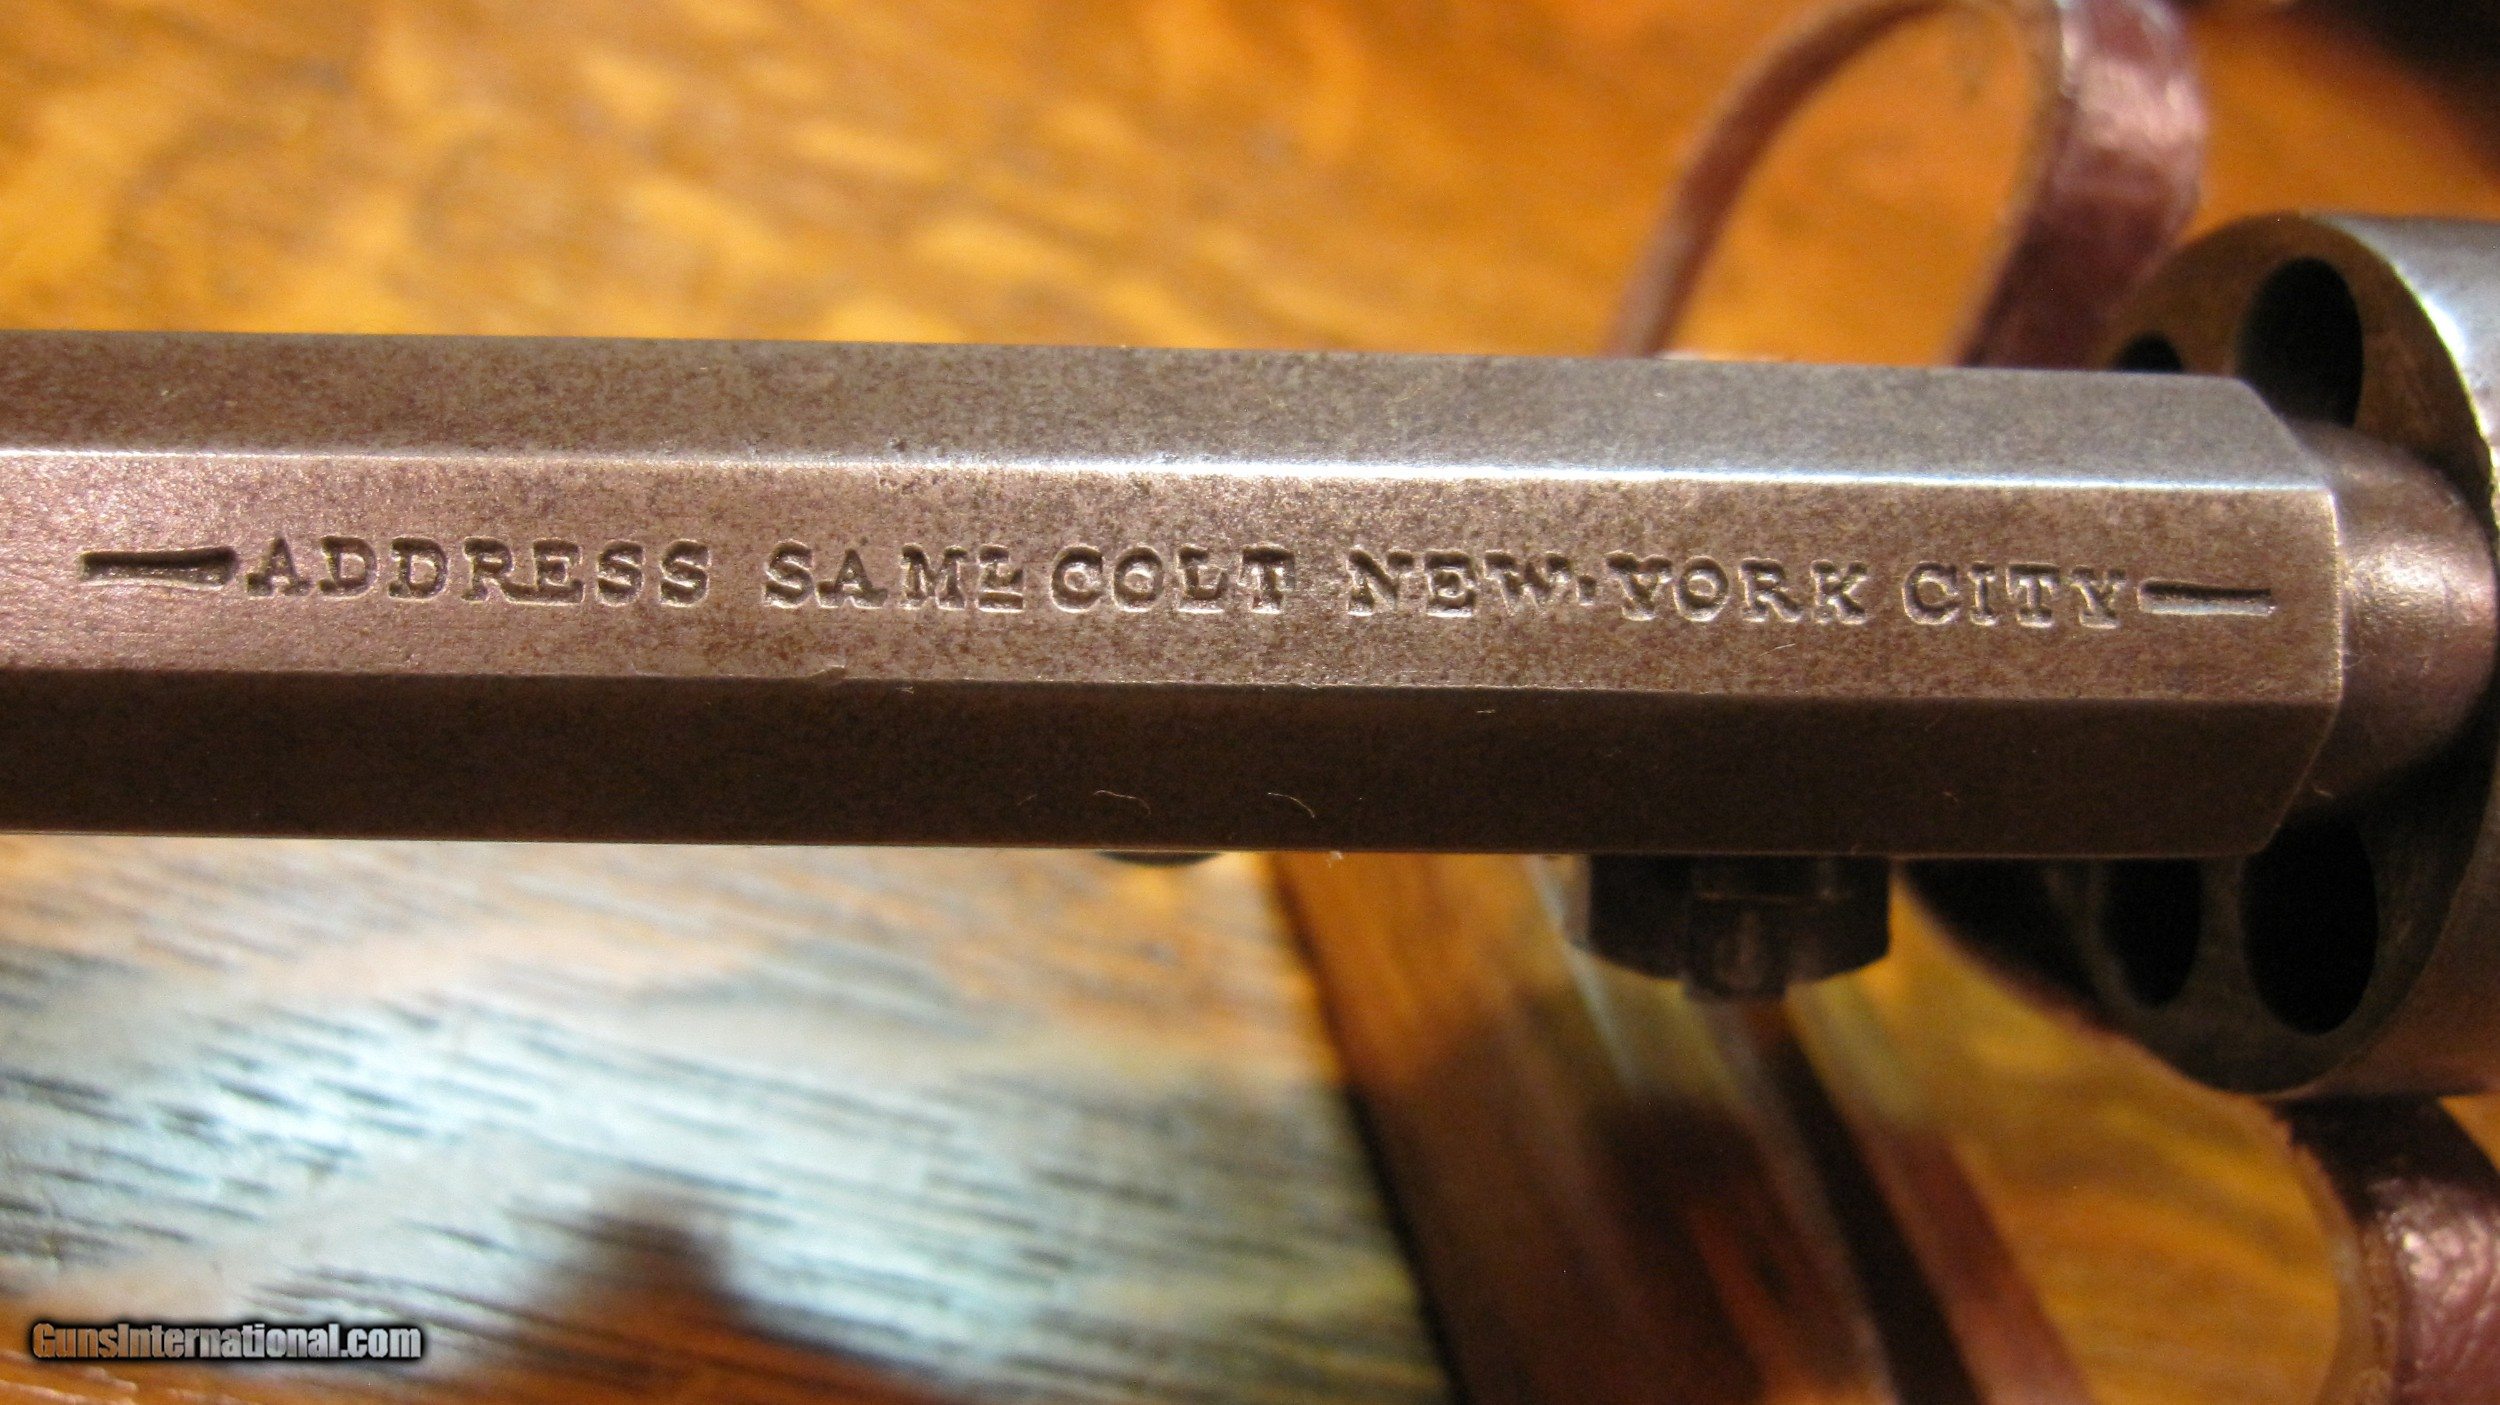 —ADDRESS SAMᴸ COLT NEW-YORK CITY—
GunsInternational.com